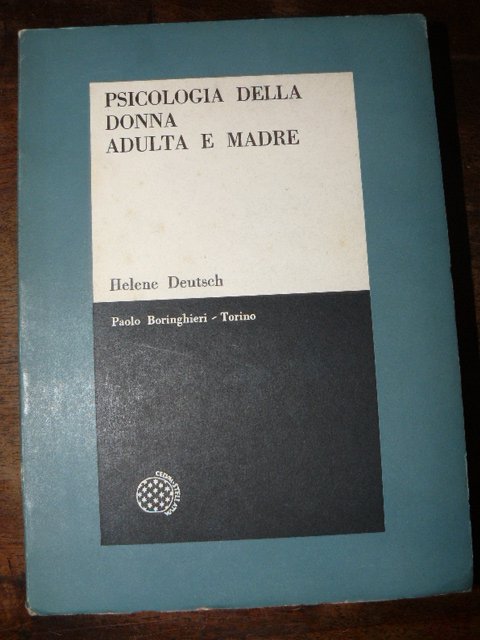 PSICOLOGIA DELLA
DONNA
ADULTA E MADRE
Helene Deutsch
Paolo Boringhieri - Torino